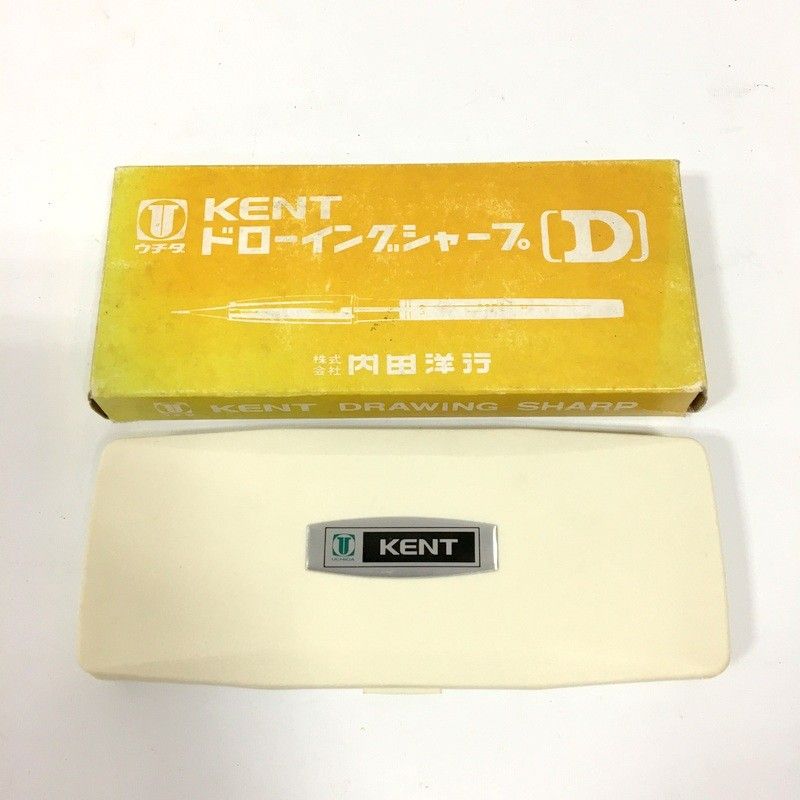 KENT
ウチダ
ドローイングシャープ〔D〕
株式会社 内田洋行
KENT DRAWING SHARP
UCHIDA
KENT